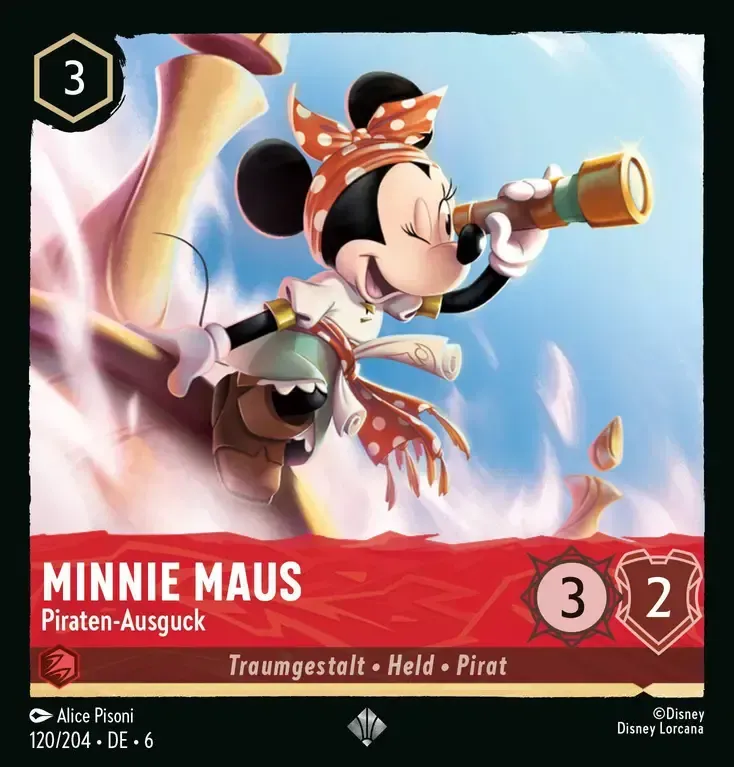 3
MINNIE MAUS
Piraten-Ausguck
3
2
Traumgestalt • Held • Pirat
Alice Pisoni
©Disney
120/204 • DE • 6
Disney Lorcana